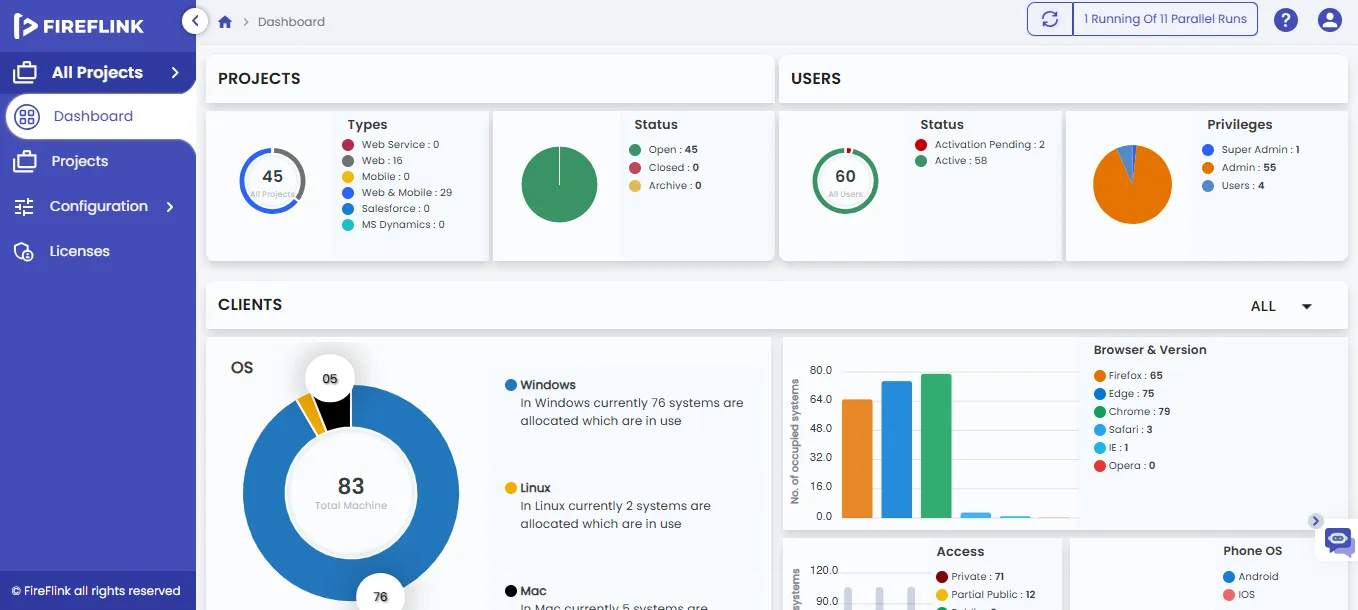 FIREFLINK
Dashboard
1 Running Of 11 Parallel Runs
?
All Projects
Dashboard
Projects
Configuration
Licenses
© FireFlink all rights reserved
PROJECTS
45
All Projects
Types
Web Service : 0
Web : 16
Mobile : 0
Web & Mobile : 29
Salesforce : 0
MS Dynamics : 0
Status
Open : 45
Closed : 0
Archive : 0
USERS
60
All Users
Status
Activation Pending : 2
Active : 58
Privileges
Super Admin : 1
Admin : 55
Users : 4
CLIENTS
ALL
OS
05
83
Total Machine
76
Windows
In Windows currently 76 systems are
allocated which are in use
Linux
In Linux currently 2 systems are
allocated which are in use
Mac
In Mac currently 5 systems are
No. of occupied systems
80.0
64.0
48.0
32.0
16.0
0.0
Browser & Version
Firefox : 65
Edge : 75
Chrome : 79
Safari : 3
IE : 1
Opera : 0
systems
120.0
90.0
Access
Private : 71
Partial Public : 12
Phone OS
Android
IOS